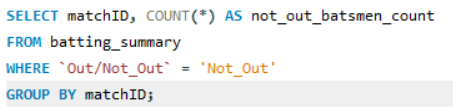 SELECT matchID, COUNT(*) AS not_out_batsmen_count
FROM batting_summary
WHERE `Out/Not_Out` = 'Not_Out'
GROUP BY matchID;